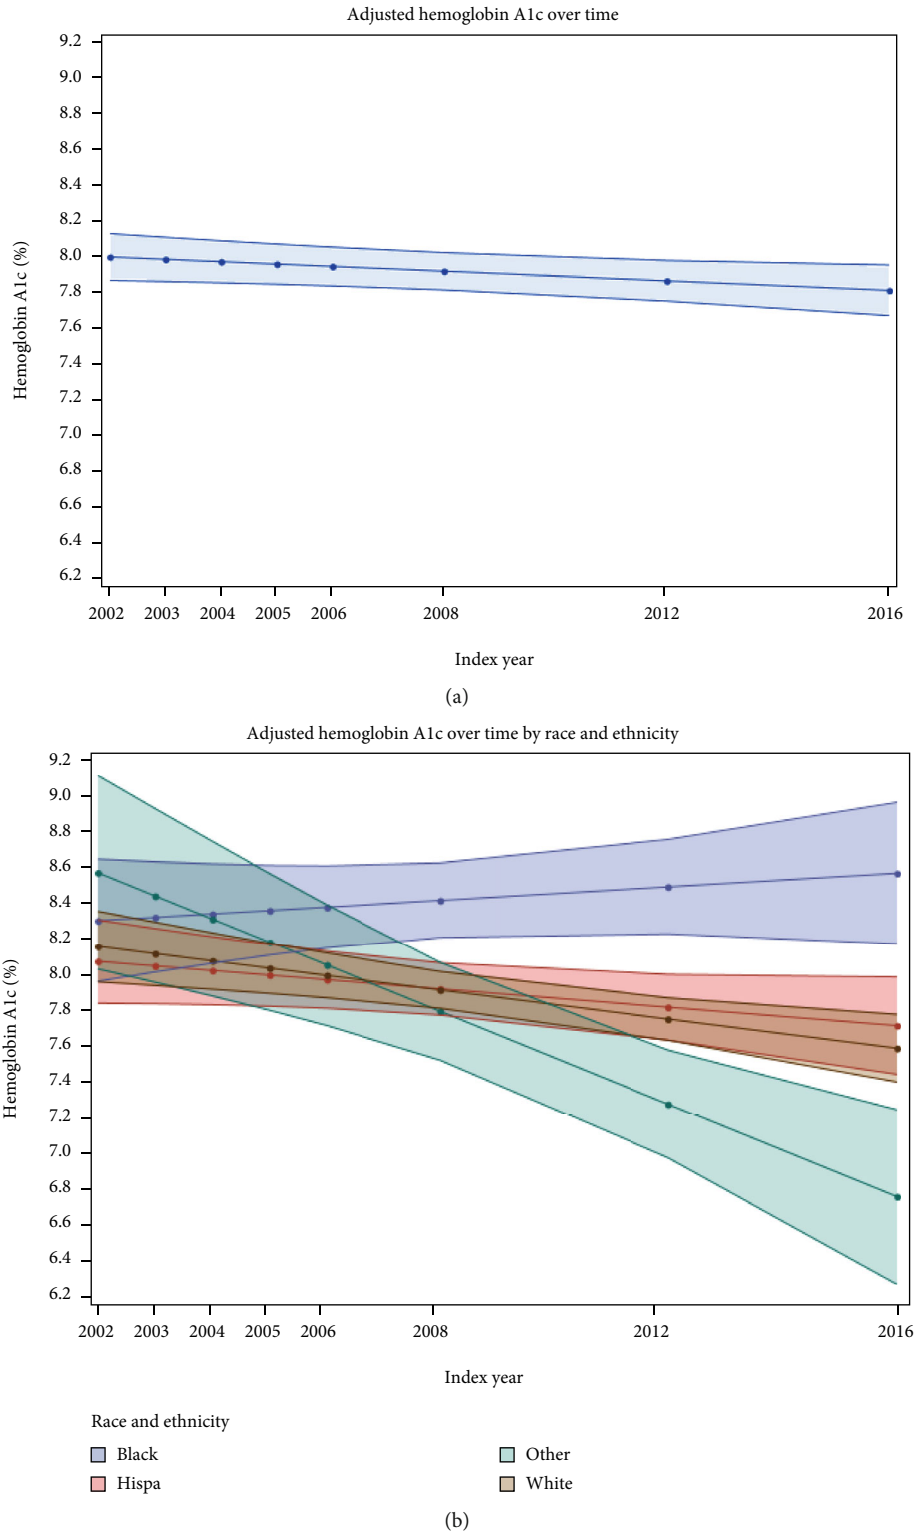 Adjusted hemoglobin A1c over time
9.2
9.0
8.8
8.6
8.4
8.2
8.0
7.8
7.6
7.4
7.2
7.0
6.8
6.6
6.4
6.2
Hemoglobin A1c (%)
2002 2003 2004 2005 2006 2008 2012 2016
Index year
(a)
Adjusted hemoglobin A1c over time by race and ethnicity
9.2
9.0
8.8
8.6
8.4
8.2
8.0
7.8
7.6
7.4
7.2
7.0
6.8
6.6
6.4
6.2
Hemoglobin A1c (%)
2002 2003 2004 2005 2006 2008 2012 2016
Index year
Race and ethnicity
Black
Hispa
Other
White
(b)